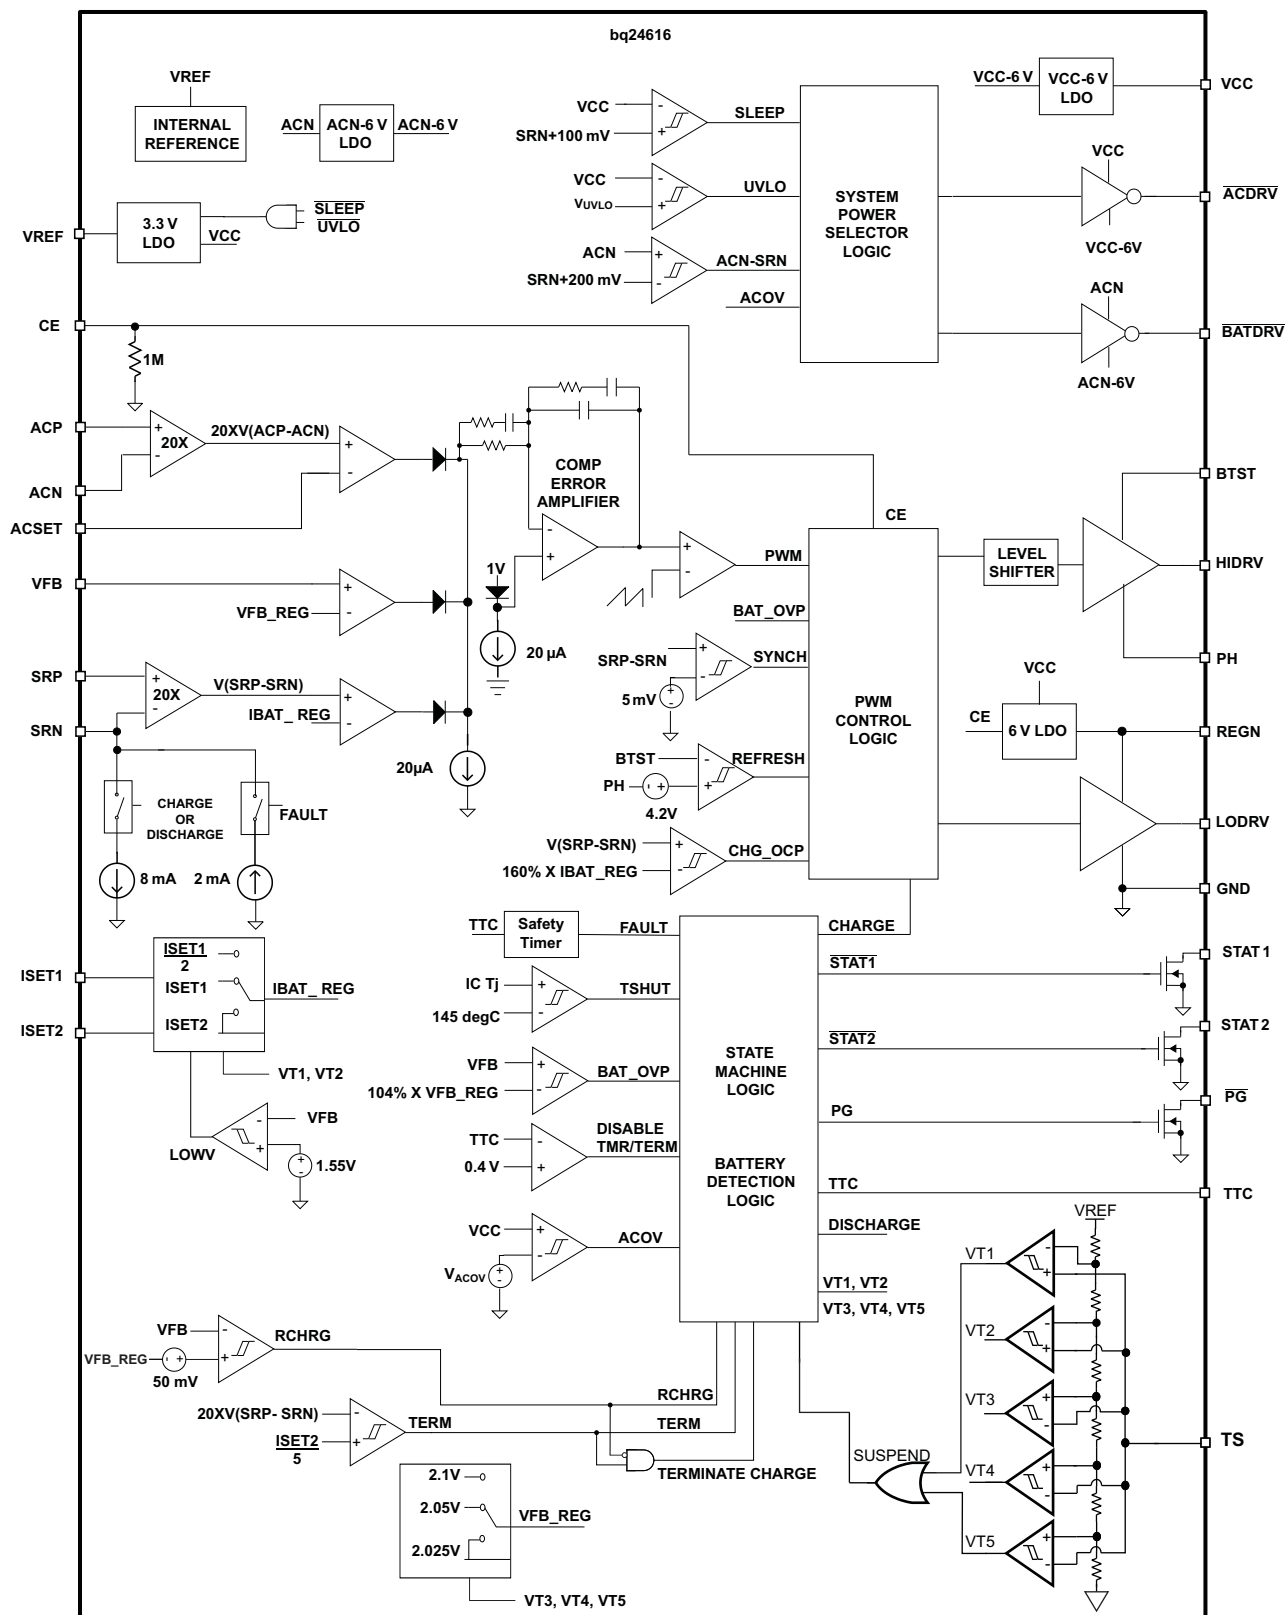 bq24616
VREF
INTERNAL
REFERENCE
ACN
ACN-6 V
LDO
ACN-6 V
VCC
SRN+100 mV
SLEEP
VCC
VUVLO
UVLO
ACN
SRN+200 mV
ACN-SRN
ACOV
SYSTEM
POWER
SELECTOR
LOGIC
VCC-6 V
VCC-6 V
LDO
VCC
VCC
VCC-6V
ACDRV
ACN
ACN-6V
BATDRV
VREF
3.3 V
LDO
SLEEP
UVLO
VCC
CE
1M
ACP
ACN
ACSET
+
-
20X
20XV(ACP-ACN)
+
-
COMP
ERROR
AMPLIFIER
-
+
1V
20 µA
VFB
VFB_REG
+
-
SRP
SRN
+
-
20X
V(SRP-SRN)
IBAT_ REG
+
-
20µA
+
-
PWM
CE
BAT_OVP
SRP-SRN
+
-
SYNCH
5 mV
BTST
-
+
REFRESH
PH
4.2V
V(SRP-SRN)
160% X IBAT_REG
+
-
CHG_OCP
PWM
CONTROL
LOGIC
LEVEL
SHIFTER
BTST
HIDRV
PH
VCC
CE
6 V LDO
REGN
LODRV
GND
CHARGE
OR
DISCHARGE
FAULT
8 mA
2 mA
ISET1
ISET2
ISET1
2
ISET1
ISET2
IBAT_ REG
VT1, VT2
-
+
VFB
LOWV
1.55V
TTC
Safety
Timer
FAULT
IC Tj
145 degC
+
-
TSHUT
VFB
104% X VFB_REG
+
-
BAT_OVP
TTC
0.4 V
-
+
DISABLE
TMR/TERM
VCC
VACOV
+
-
ACOV
STATE
MACHINE
LOGIC
BATTERY
DETECTION
LOGIC
CHARGE
STAT1
STAT 1
STAT2
STAT 2
PG
PG
TTC
TTC
DISCHARGE
VT1, VT2
VT3, VT4, VT5
VREF
VT1
VT2
VT3
VT4
VT5
TS
SUSPEND
VFB
VFB_REG
50 mV
-
+
RCHRG
RCHRG
20XV(SRP- SRN)
ISET2
5
-
+
TERM
TERM
TERMINATE CHARGE
2.1V
2.05V
2.025V
VFB_REG
VT3, VT4, VT5